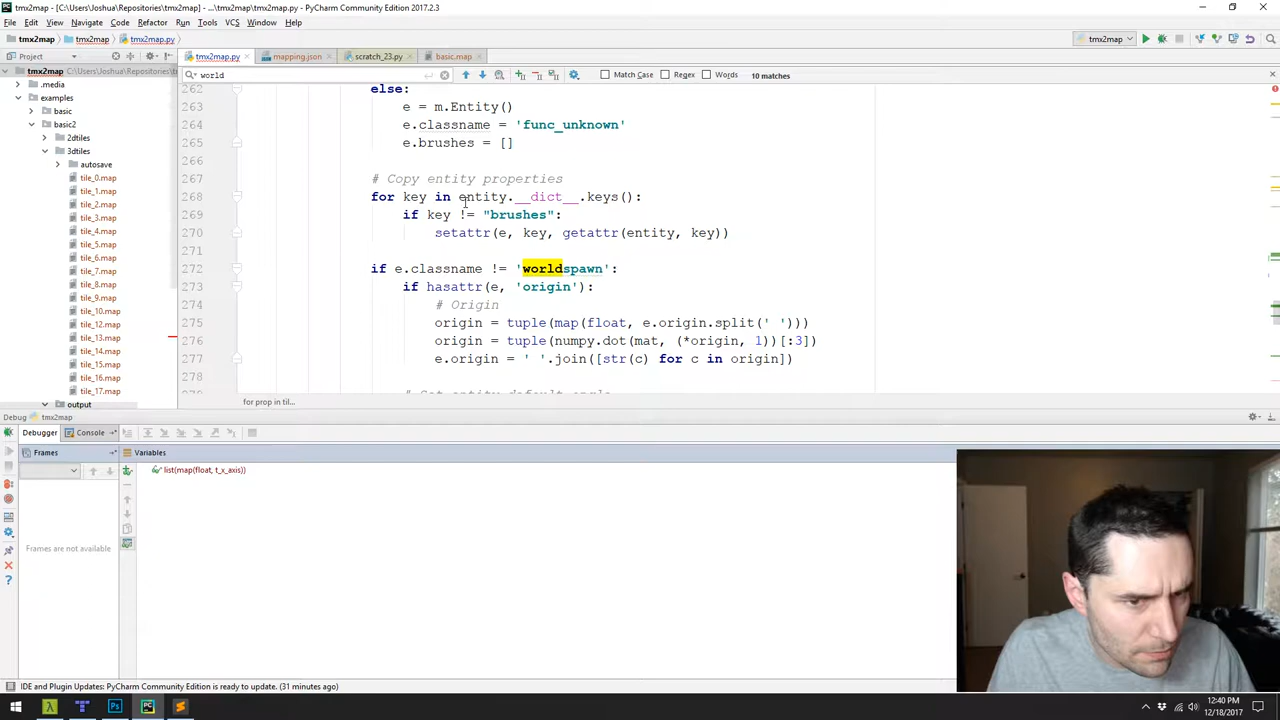 tmx2map - [C:\Users\Joshua\Repositories\tmx2map] - ...\tmx2map\tmx2map.py - PyCharm Community Edition 2017.2.3
File Edit View Navigate Code Refactor Run Tools VCS Window Help
tmx2map tmx2map tmx2map.py tmx2map
Project tmx2map.py mapping.json scratch_23.py basic.map
tmx2map C:\Users\Joshua\Repositories\tmx2map
world Match Case Regex Words 10 matches
.media
examples
basic
basic2
2dtiles
3dtiles
autosave
tile_0.map
tile_1.map
tile_2.map
tile_3.map
tile_4.map
tile_5.map
tile_6.map
tile_7.map
tile_8.map
tile_9.map
tile_10.map
tile_12.map
tile_13.map
tile_14.map
tile_15.map
tile_16.map
tile_17.map
output
262 else:
263 e = m.Entity()
264 e.classname = 'func_unknown'
265 e.brushes = []
266
267 # Copy entity properties
268 for key in entity.__dict__.keys():
269 if key != "brushes":
270 setattr(e, key, getattr(entity, key))
271
272 if e.classname != 'worldspawn':
273 if hasattr(e, 'origin'):
274 # Origin
275 origin = tuple(map(float, e.origin.split(' ')))
276 origin = tuple(numpy.dot(mat, (*origin, 1))[:3])
277 e.origin = ' '.join([str(c) for c in origin])
278
for prop in til...
Debug tmx2map
Debugger Console
Frames Variables
list(map(float, t_x_axis))
Frames are not available
IDE and Plugin Updates: PyCharm Community Edition is ready to update. (31 minutes ago)
12:40 PM
12/18/2017